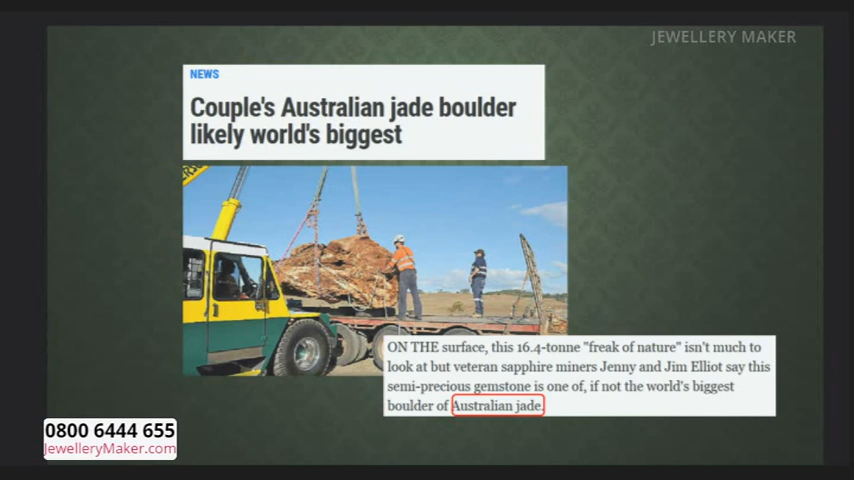 JEWELLERY MAKER
NEWS
Couple's Australian jade boulder
likely world's biggest
ON THE surface, this 16.4-tonne "freak of nature" isn't much to
look at but veteran sapphire miners Jenny and Jim Elliot say this
semi-precious gemstone is one of, if not the world's biggest
boulder of Australian jade.
0800 6444 655
JewelleryMaker.com